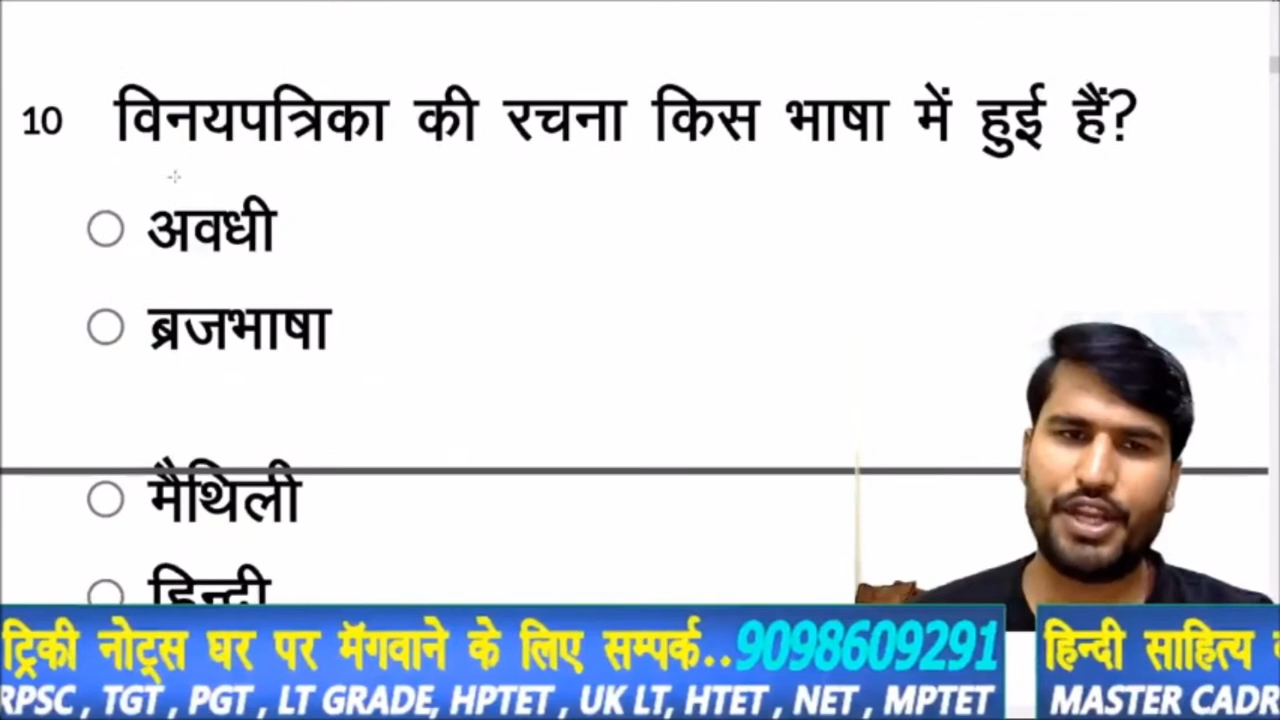 10 विनयपत्रिका की रचना किस भाषा में हुई हैं?
अवधी
ब्रजभाषा
मैथिली
हिन्दी
ट्रिकी नोट्स घर पर मॅगवाने के लिए सम्पर्क..9098609291
RPSC , TGT , PGT , LT GRADE, HPTET , UK LT, HTET , NET , MPTET
हिन्दी साहित्य
MASTER CADR